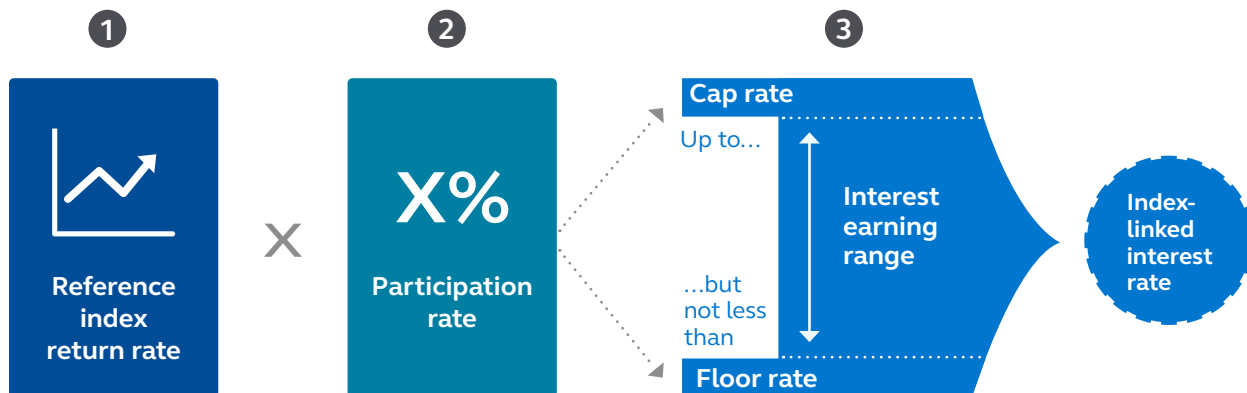 1
2
3
Reference
index
return rate
X
X%
Participation
rate
Cap rate
Up to...
Interest
earning
range
...but
not less
than
Floor rate
Index-
linked
interest
rate